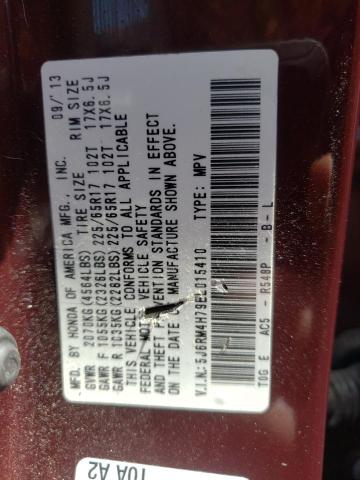 MFD. BY HONDA OF AMERICA MFG., INC. 09/'13
TIRE SIZE RIM SIZE
GVWR 2070KG(4564LBS)
GAWR F 1055KG(2326LBS)225/65R17 102T 17X6.5J
GAWR R 1035KG(2282LBS)225/65R17 102T 17X6.5J
THIS VEHICLE CONFORMS TO ALL APPLICABLE
FEDERAL MOTOR VEHICLE SAFETY
AND THEFT PREVENTION STANDARDS IN EFFECT
ON THE DATE OF MANUFACTURE SHOWN ABOVE.
V.I.N.:5J6RM4H79EL015410 TYPE: MPV
T0G E AC5 - R548P - B - L
10A A2